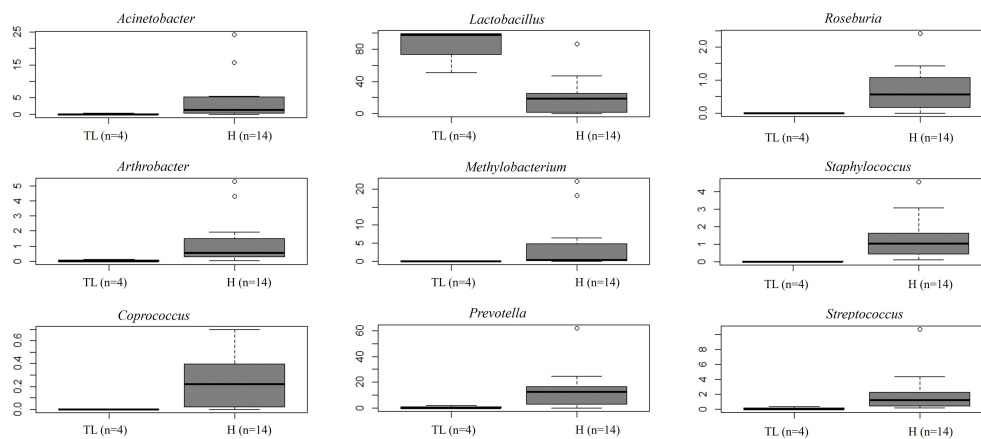 Acinetobacter
25
15
5
0
TL (n=4) H (n=14)
Lactobacillus
80
40
0
TL (n=4) H (n=14)
Roseburia
2.0
1.0
0.0
TL (n=4) H (n=14)
Arthrobacter
5
4
3
2
1
0
TL (n=4) H (n=14)
Methylobacterium
20
15
10
5
0
TL (n=4) H (n=14)
Staphylococcus
4
3
2
1
0
TL (n=4) H (n=14)
Coprococcus
0.6
0.4
0.2
0.0
TL (n=4) H (n=14)
Prevotella
60
40
20
0
TL (n=4) H (n=14)
Streptococcus
8
6
4
2
0
TL (n=4) H (n=14)